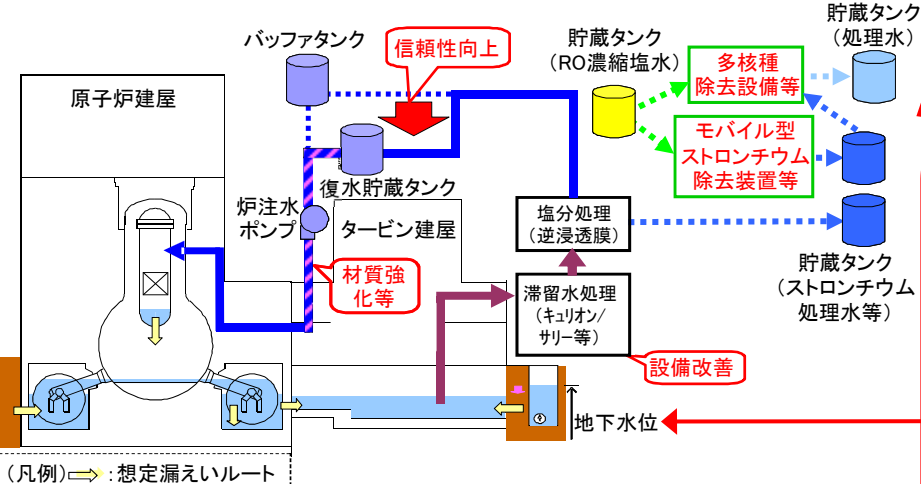 バッファタンク
信頼性向上
貯蔵タンク
(RO濃縮塩水)
多核種
除去設備等
貯蔵タンク
(処理水)
原子炉建屋
モバイル型
ストロンチウム
除去装置等
復水貯蔵タンク
炉注水
ポンプ
タービン建屋
塩分処理
(逆浸透膜)
材質強
化等
滞留水処理
(キュリオン/
サリー等)
貯蔵タンク
(ストロンチウム
処理水等)
設備改善
地下水位
(凡例) :想定漏えいルート